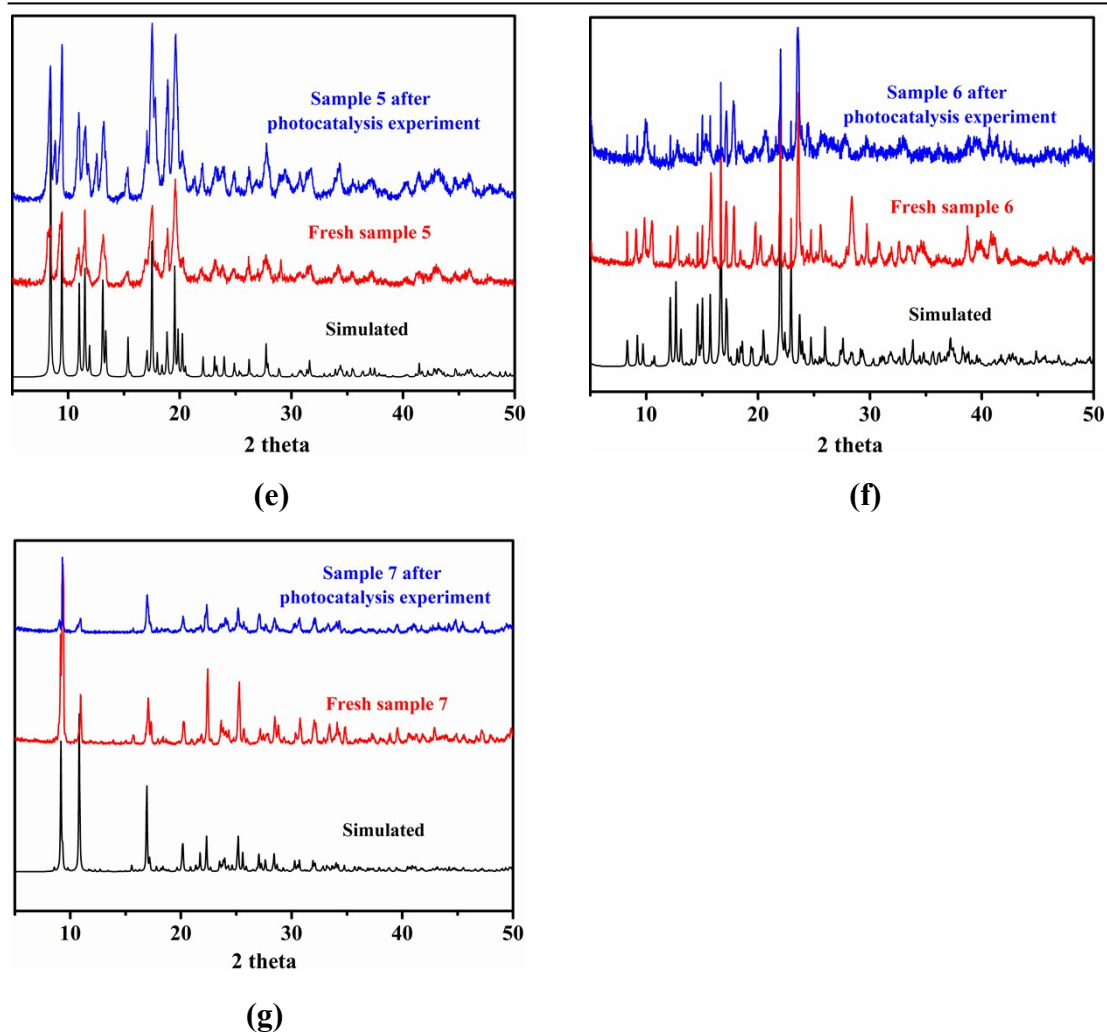 Sample 5 after
photocatalysis experiment
Fresh sample 5
Simulated
10 20 30 40 50
2 theta
(e)
Sample 6 after
photocatalysis experiment
Fresh sample 6
Simulated
10 20 30 40 50
2 theta
(f)
Sample 7 after
photocatalysis experiment
Fresh sample 7
Simulated
10 20 30 40 50
2 theta
(g)